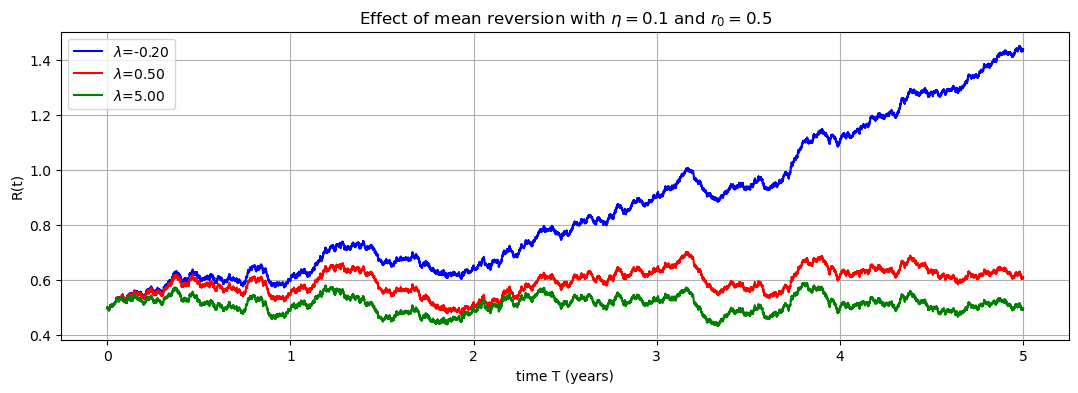 Effect of mean reversion with η = 0.1 and r₀ = 0.5
λ=-0.20
λ=0.50
λ=5.00
R(t)
1.4
1.2
1.0
0.8
0.6
0.4
0 1 2 3 4 5
time T (years)